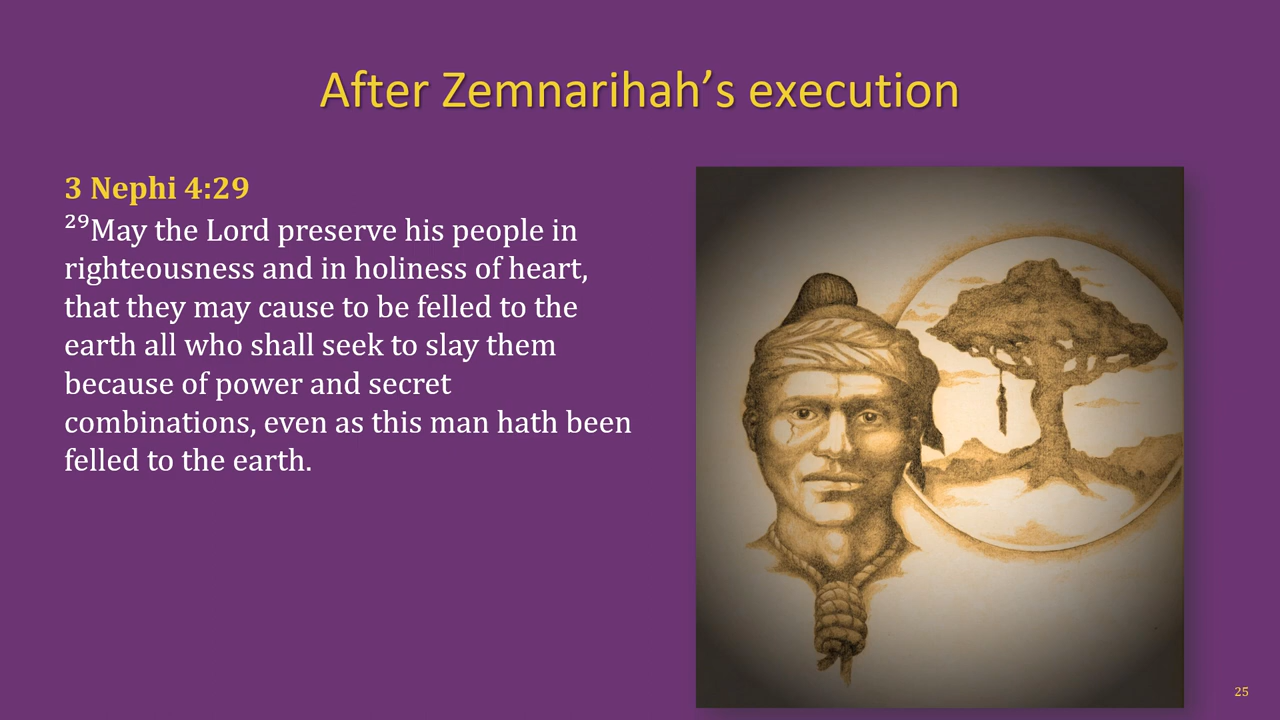 After Zemnarihah’s execution
3 Nephi 4:29
²⁹May the Lord preserve his people in
righteousness and in holiness of heart,
that they may cause to be felled to the
earth all who shall seek to slay them
because of power and secret
combinations, even as this man hath been
felled to the earth.
25